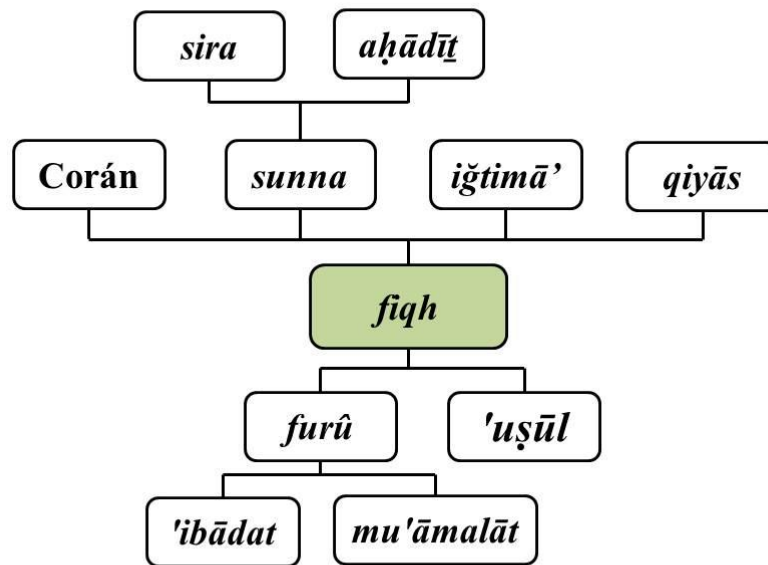 sira
aḥādīṯ
Corán
sunna
iğtimā’
qiyās
fiqh
furû
'uṣūl
'ibādat
mu'āmalāt